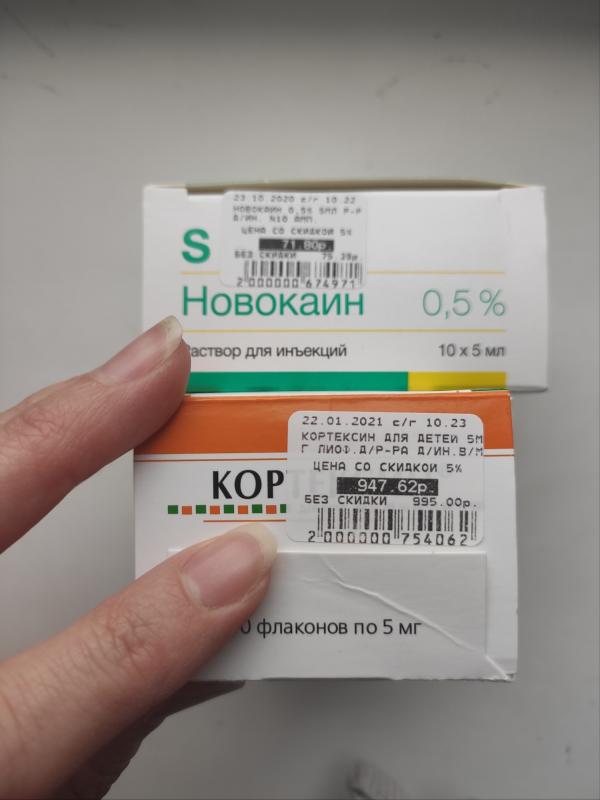 23.10.2020 с/г 10.22
НОВОКАИН 0,5% 5МЛ Р-Р
Д/ИН. N10 АМП.
ЦЕНА СО СКИДКОЙ 5%
71.80р.
БЕЗ СКИДКИ 75.39р.
2 000000 674971
S
Новокаин 0,5 %
аствор для инъекций 10 x 5 мл
22.01.2021 с/г 10.23
КОРТЕКСИН ДЛЯ ДЕТЕЙ 5М
Г ЛИОФ.Д/Р-РА Д/ИН.В/М
ЦЕНА СО СКИДКОЙ 5%
947.62р.
БЕЗ СКИДКИ 995.00р.
2 000000 754062
КОРТЕ
0 флаконов по 5 мг